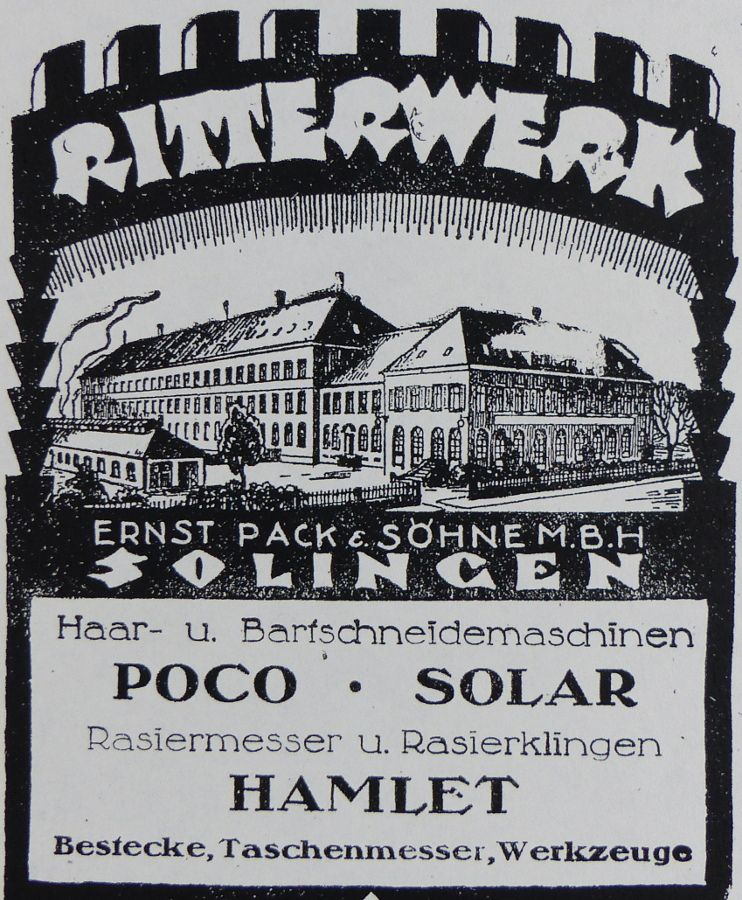 RITTERWERK
ERNST PACK & SÖHNE M.B.H
SOLINGEN
Haar- u. Bartschneidemaschinen
POCO · SOLAR
Rasiermesser u. Rasierklingen
HAMLET
Bestecke, Taschenmesser, Werkzeuge